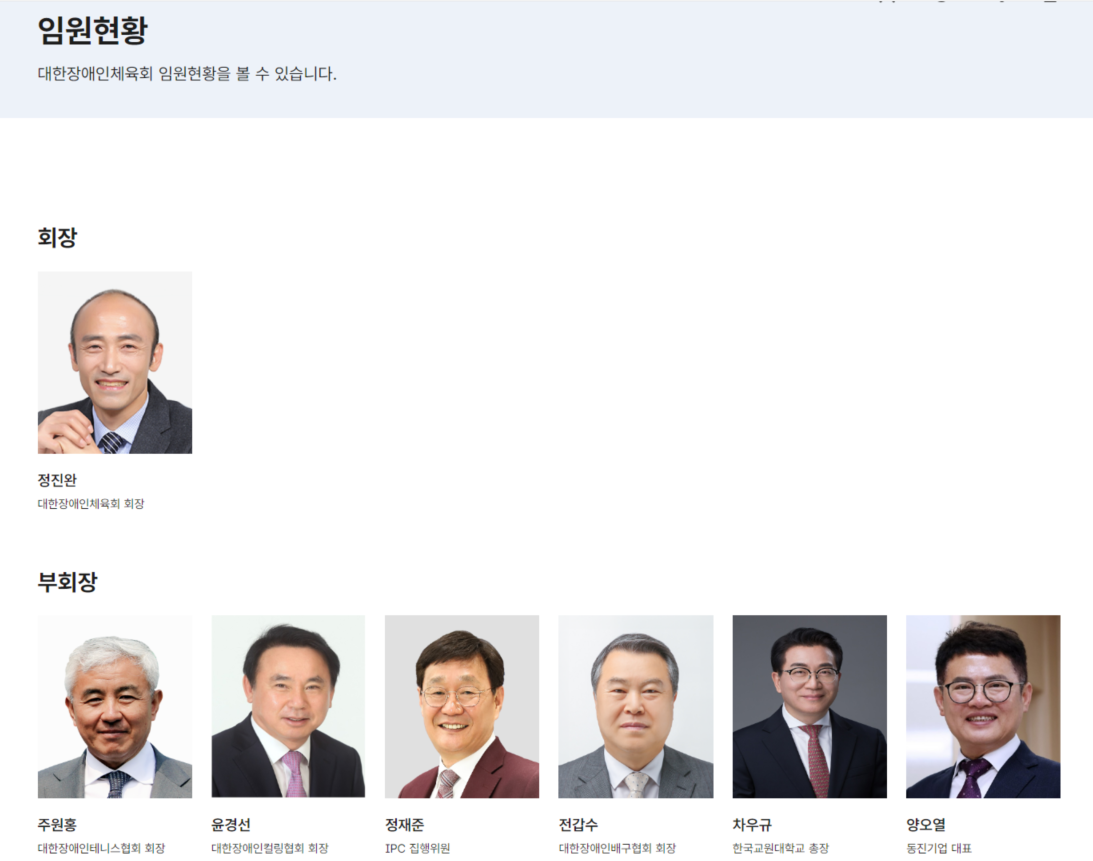 임원현황
대한장애인체육회 임원현황을 볼 수 있습니다.
회장
정진완
대한장애인체육회 회장
부회장
주원홍
대한장애인테니스협회 회장
윤경선
대한장애인컬링협회 회장
정재준
IPC 집행위원
전갑수
대한장애인배구협회 회장
차우규
한국교원대학교 총장
양오열
동진기업 대표